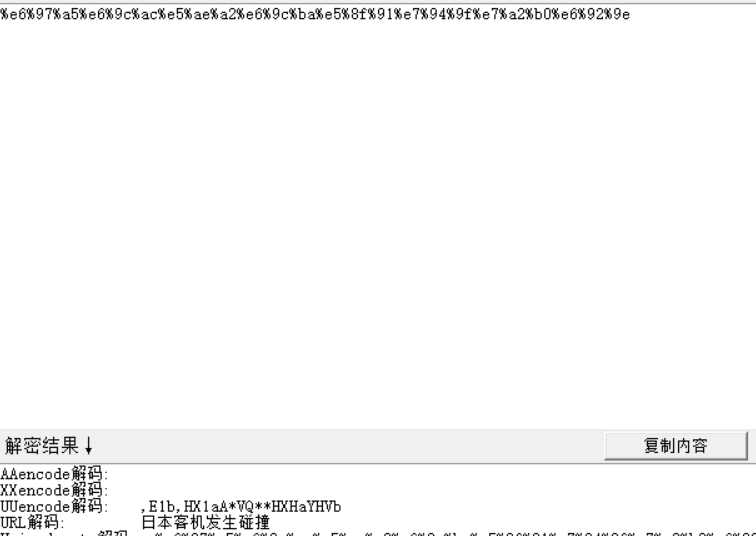 %e6%97%a5%e6%9c%ac%e5%ae%a2%e6%9c%ba%e5%8f%91%e7%94%9f%e7%a2%b0%e6%92%9e
解密结果↓
复制内容
AAencode解码:
XXencode解码:
UUencode解码: ,E1b,HX1aA*VQ**HXHaYHVb
URL解码: 日本客机发生碰撞